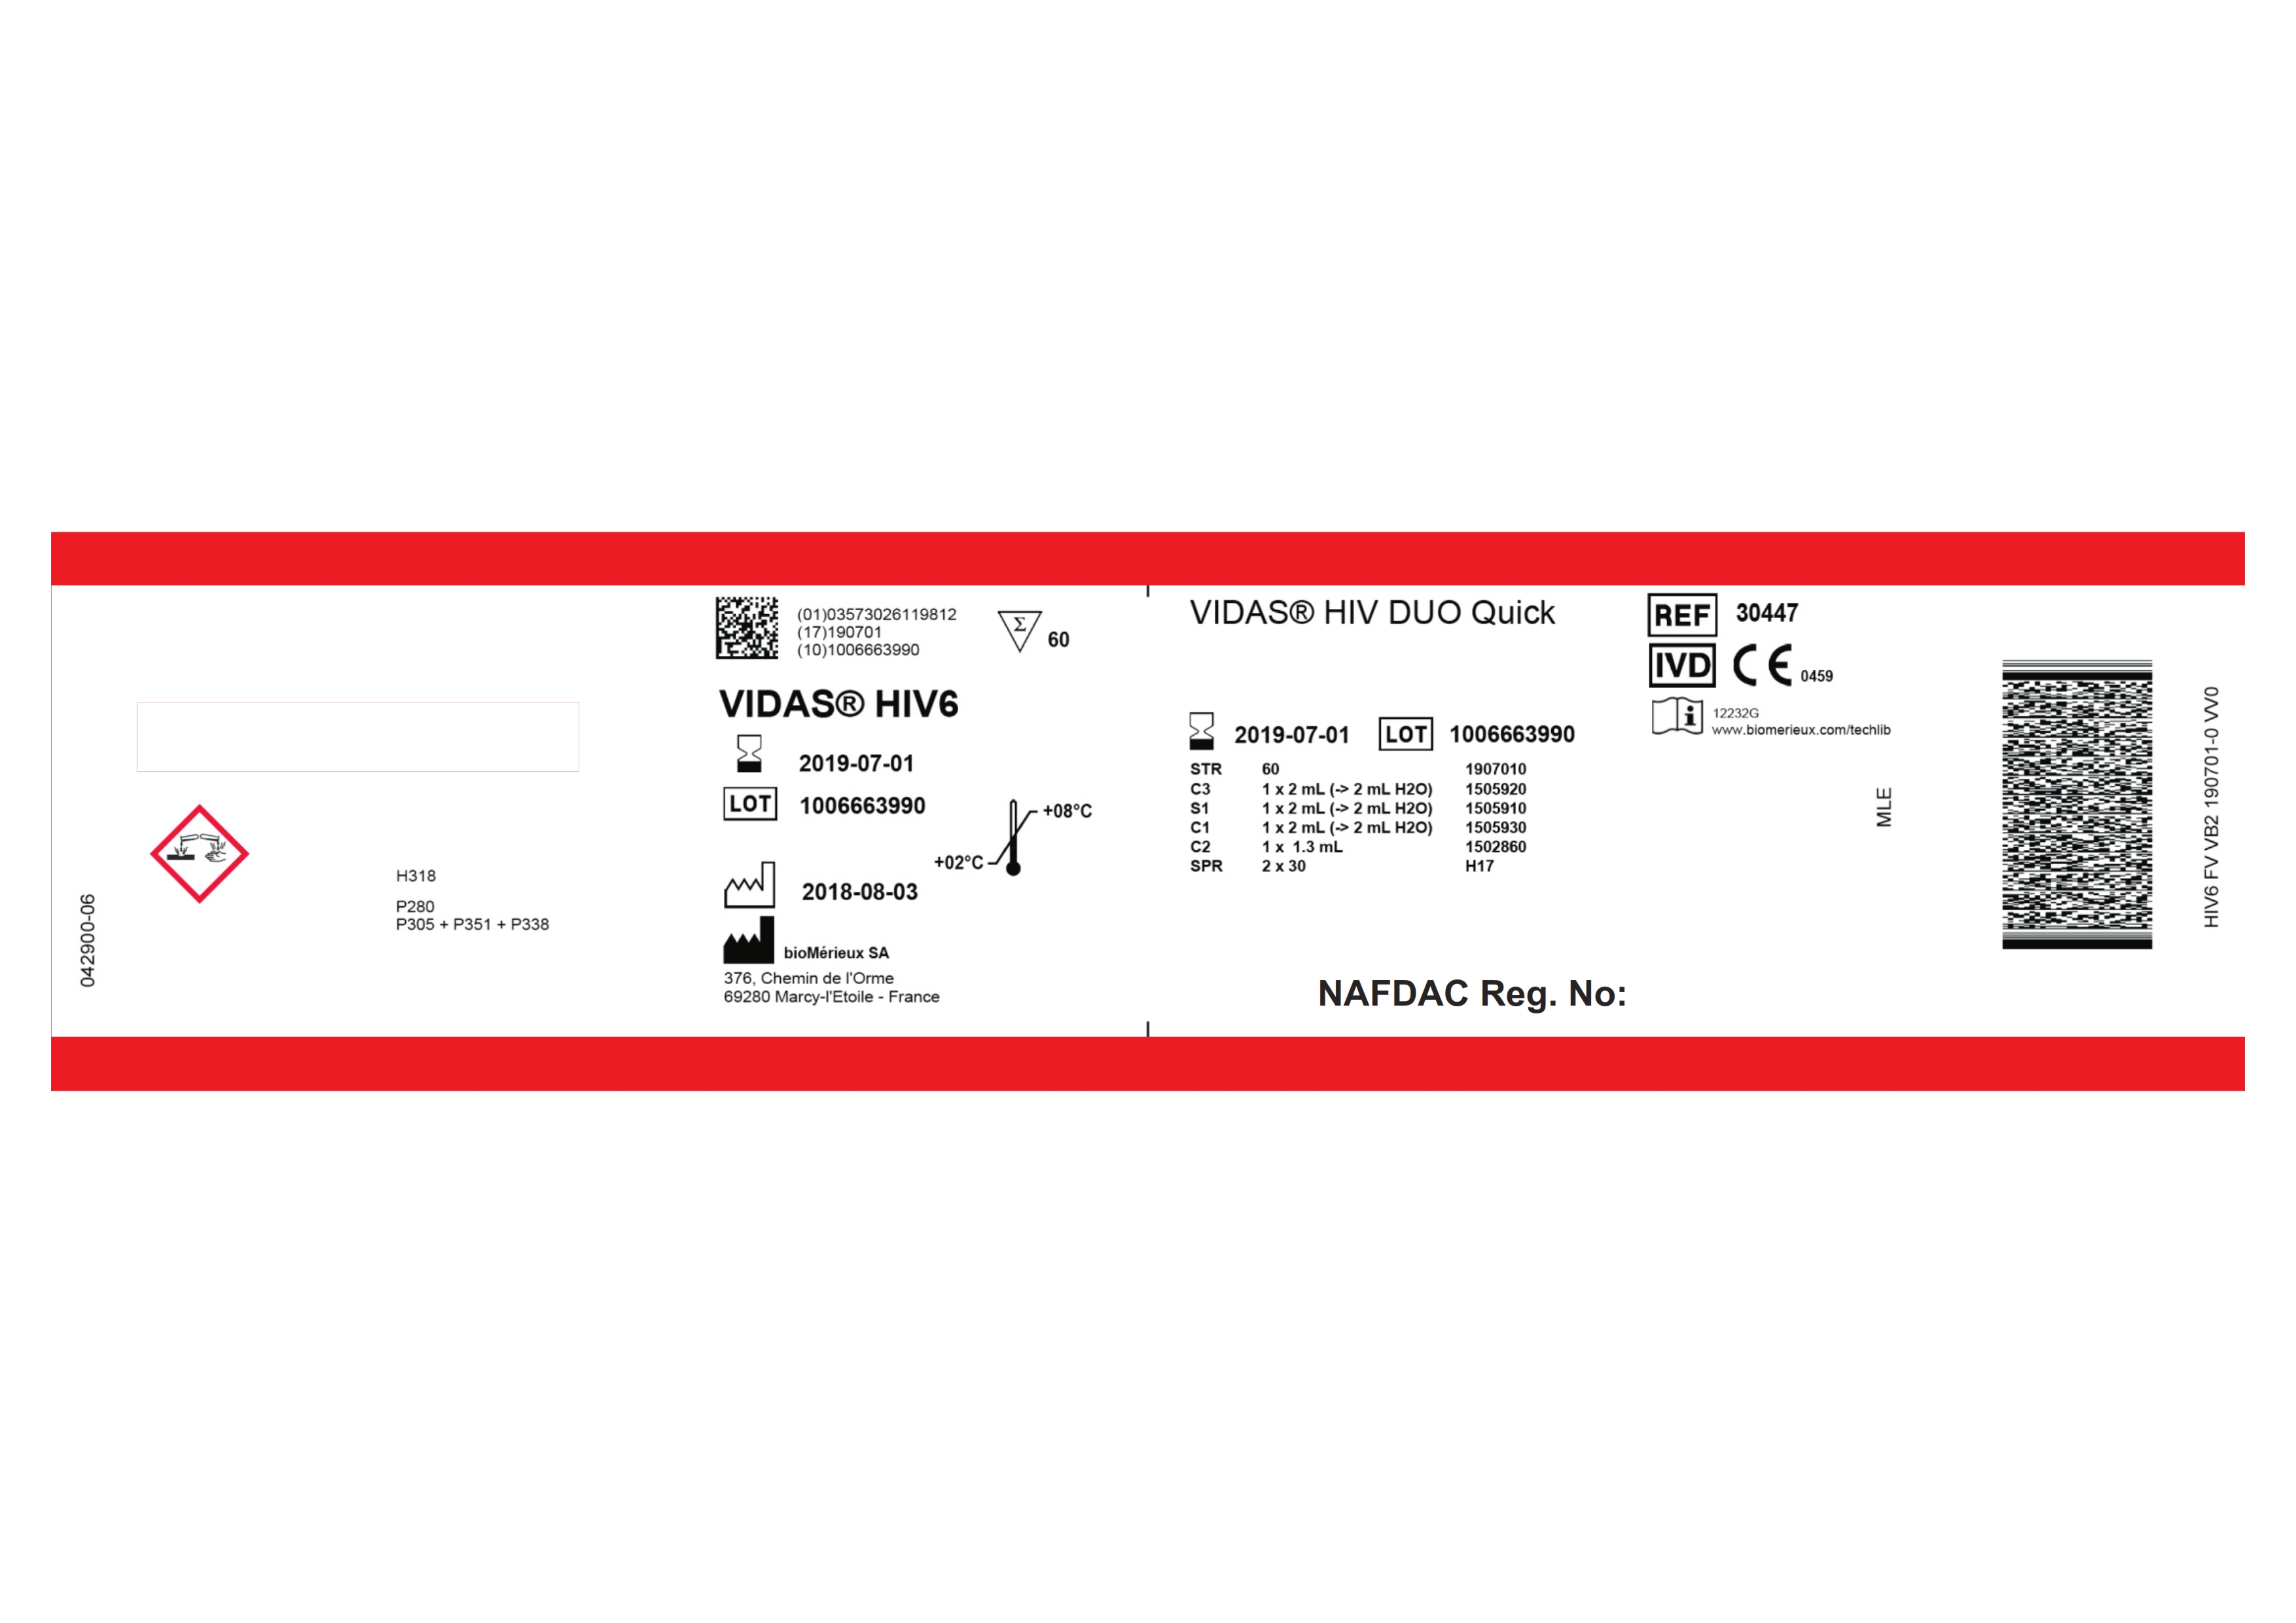 042900-06
H318
P280
P305 + P351 + P338
(01)03573026119812
(17)190701
(10)1006663990
Σ 60
VIDAS® HIV6
2019-07-01
LOT 1006663990
+08°C
+02°C
2018-08-03
bioMérieux SA
376, Chemin de l'Orme
69280 Marcy-l'Etoile - France
VIDAS® HIV DUO Quick
2019-07-01 LOT 1006663990
STR 60 1907010
C3 1 x 2 mL (-> 2 mL H2O) 1505920
S1 1 x 2 mL (-> 2 mL H2O) 1505910
C1 1 x 2 mL (-> 2 mL H2O) 1505930
C2 1 x 1.3 mL 1502860
SPR 2 x 30 H17
NAFDAC Reg. No:
REF 30447
IVD CE 0459
i 12232G
www.biomerieux.com/techlib
MLE
HIV6 FV VB2 190701-0 VV0